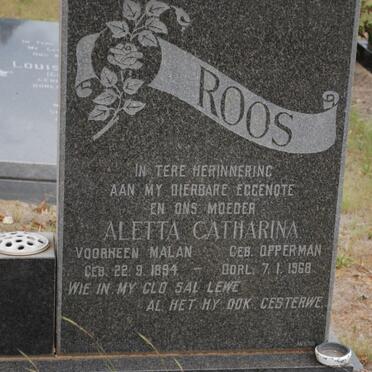 ROOS
IN TERE HERINNERING
AAN MY DIERBARE EGGENOTE
EN ONS MOEDER
ALETTA CATHARINA
VOORHEEN MALAN GEB. OPPERMAN
GEB. 22. 9. 1894 - OORL. 7. 1. 1968
WIE IN MY GLO SAL LEWE
AL HET HY OOK GESTERWE.
LOUIS